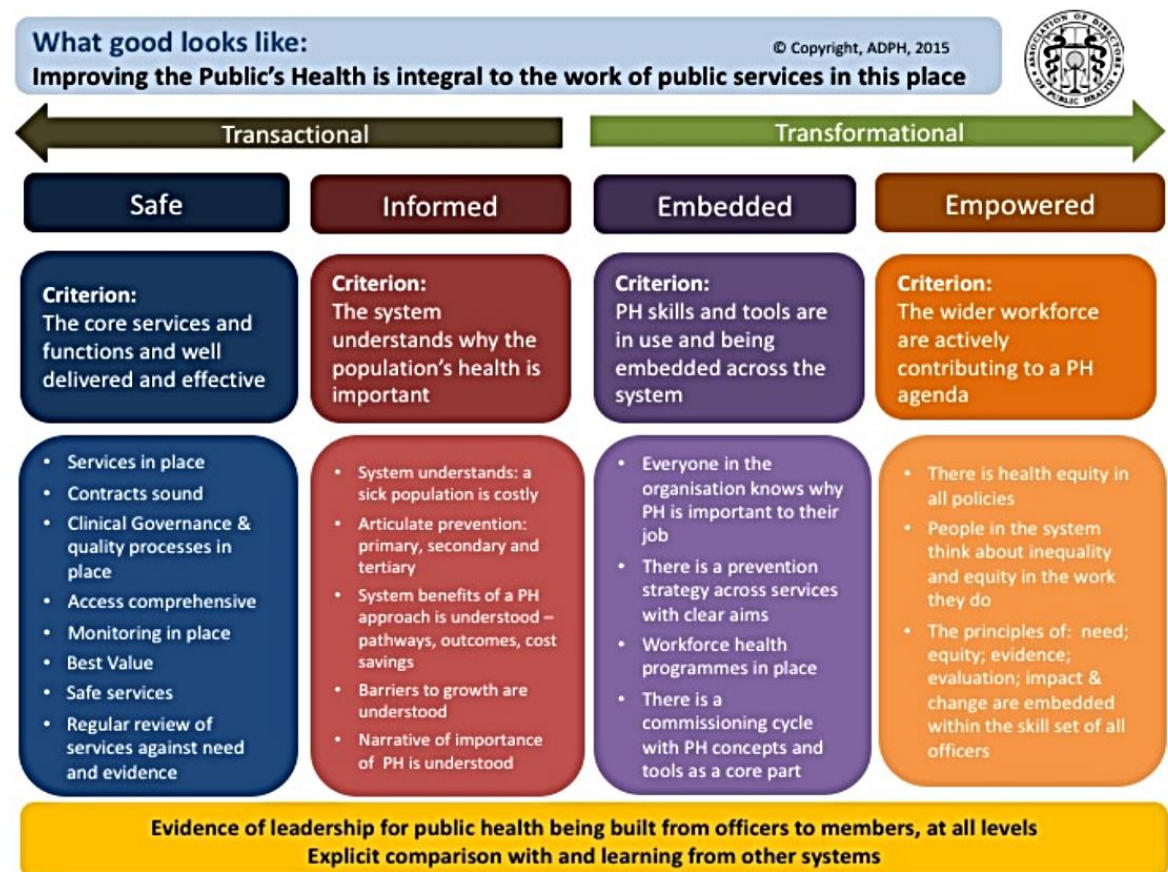 What good looks like:
© Copyright, ADPH, 2015
Improving the Public's Health is integral to the work of public services in this place
ASSOCIATION OF DIRECTORS
OF PUBLIC HEALTH
Transactional
Transformational
Safe
Informed
Embedded
Empowered
Criterion:
The core services and
functions and well
delivered and effective
Criterion:
The system
understands why the
population's health is
important
Criterion:
PH skills and tools are
in use and being
embedded across the
system
Criterion:
The wider workforce
are actively
contributing to a PH
agenda
• Services in place
• Contracts sound
• Clinical Governance &
quality processes in
place
• Access comprehensive
• Monitoring in place
• Best Value
• Safe services
• Regular review of
services against need
and evidence
• System understands: a
sick population is costly
• Articulate prevention:
primary, secondary and
tertiary
• System benefits of a PH
approach is understood –
pathways, outcomes, cost
savings
• Barriers to growth are
understood
• Narrative of importance
of PH is understood
• Everyone in the
organisation knows why
PH is important to their
job
• There is a prevention
strategy across services
with clear aims
• Workforce health
programmes in place
• There is a
commissioning cycle
with PH concepts and
tools as a core part
• There is health equity in
all policies
• People in the system
think about inequality
and equity in the work
they do
• The principles of: need;
equity; evidence;
evaluation; impact &
change are embedded
within the skill set of all
officers
Evidence of leadership for public health being built from officers to members, at all levels
Explicit comparison with and learning from other systems